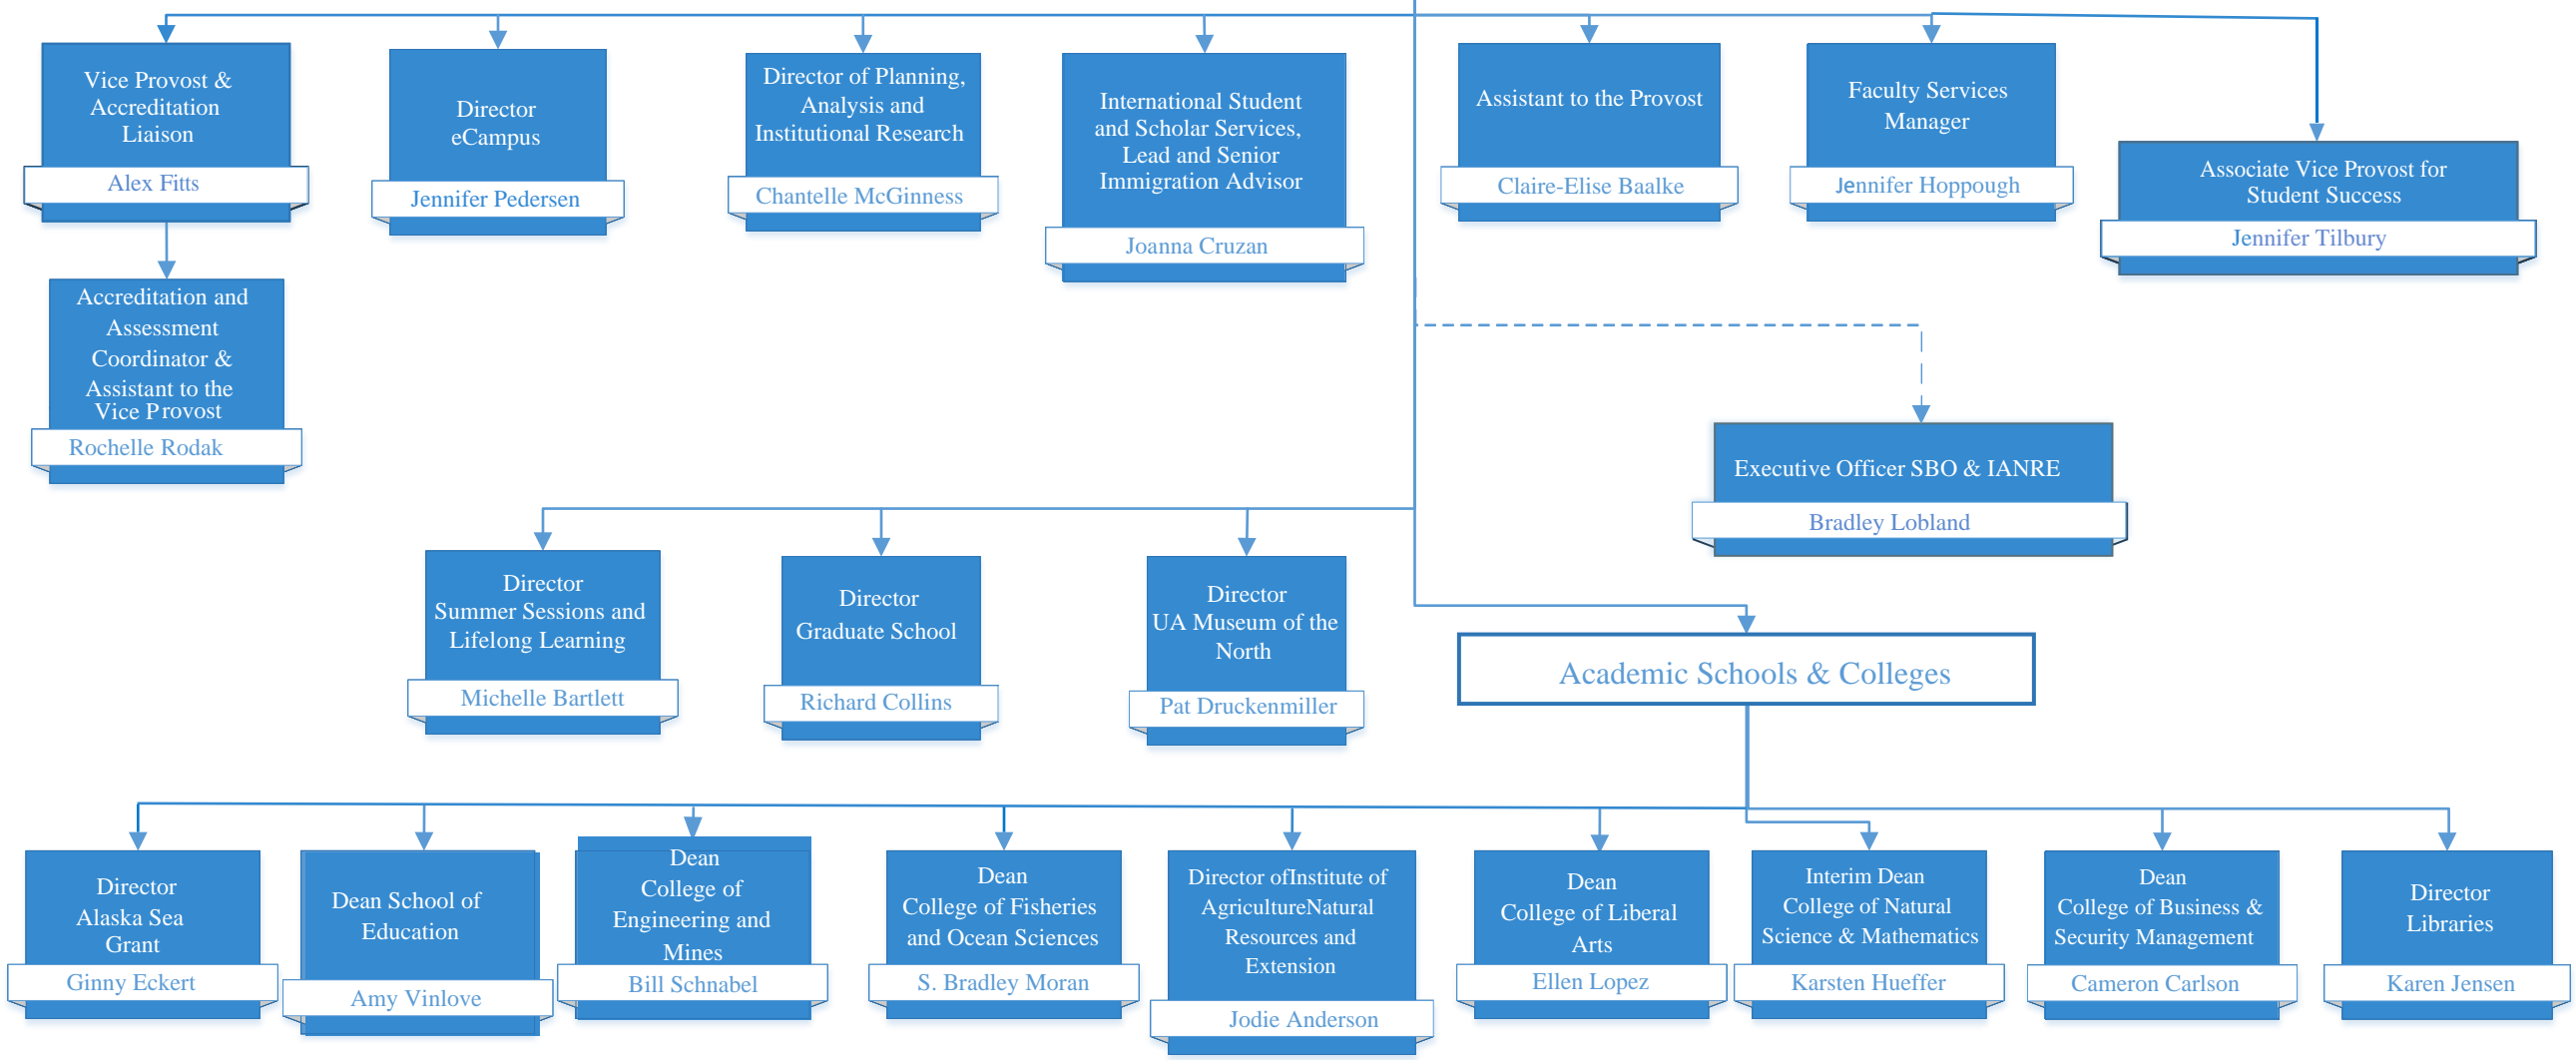 Vice Provost &
Accreditation
Liaison
Alex Fitts
Director
eCampus
Jennifer Pedersen
Director of Planning,
Analysis and
Institutional Research
Chantelle McGinness
International Student
and Scholar Services,
Lead and Senior
Immigration Advisor
Joanna Cruzan
Assistant to the Provost
Claire-Elise Baalke
Faculty Services
Manager
Jennifer Hoppough
Associate Vice Provost for
Student Success
Jennifer Tilbury
Accreditation and
Assessment
Coordinator &
Assistant to the
Vice Provost
Rochelle Rodak
Executive Officer SBO & IANRE
Bradley Lobland
Director
Summer Sessions and
Lifelong Learning
Michelle Bartlett
Director
Graduate School
Richard Collins
Director
UA Museum of the
North
Pat Druckenmiller
Academic Schools & Colleges
Director
Alaska Sea
Grant
Ginny Eckert
Dean School of
Education
Amy Vinlove
Dean
College of
Engineering and
Mines
Bill Schnabel
Dean
College of Fisheries
and Ocean Sciences
S. Bradley Moran
Director ofInstitute of
AgricultureNatural
Resources and
Extension
Jodie Anderson
Dean
College of Liberal
Arts
Ellen Lopez
Interim Dean
College of Natural
Science & Mathematics
Karsten Hueffer
Dean
College of Business &
Security Management
Cameron Carlson
Director
Libraries
Karen Jensen